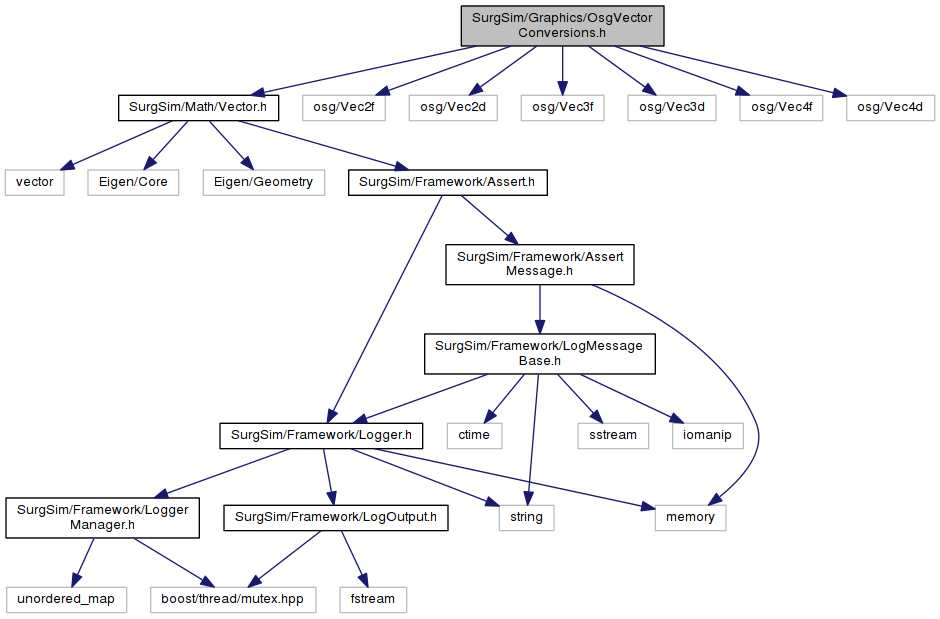 SurgSim/Graphics/OsgVector
Conversions.h
SurgSim/Math/Vector.h
osg/Vec2f
osg/Vec2d
osg/Vec3f
osg/Vec3d
osg/Vec4f
osg/Vec4d
vector
Eigen/Core
Eigen/Geometry
SurgSim/Framework/Assert.h
SurgSim/Framework/Assert
Message.h
SurgSim/Framework/LogMessage
Base.h
SurgSim/Framework/Logger.h
ctime
sstream
iomanip
SurgSim/Framework/Logger
Manager.h
SurgSim/Framework/LogOutput.h
string
memory
unordered_map
boost/thread/mutex.hpp
fstream